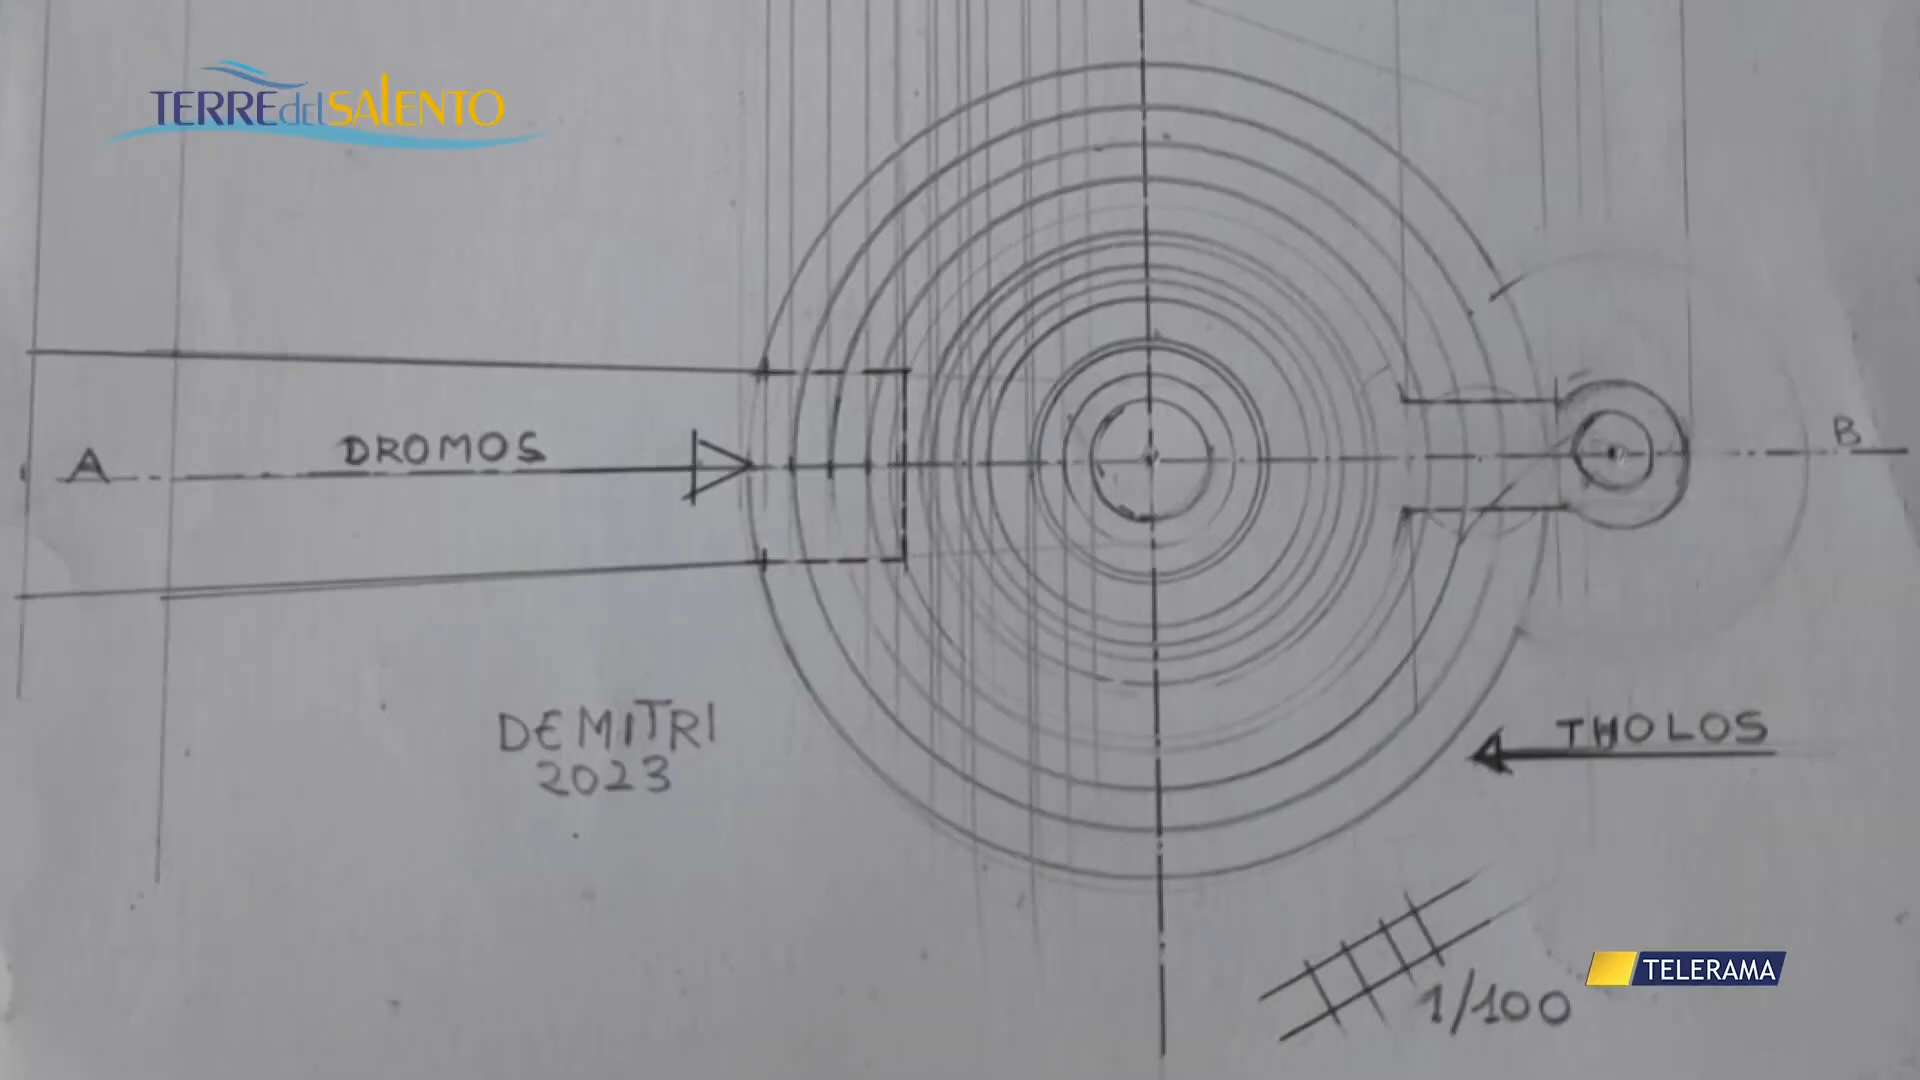 TERRE del SALENTO
DROMOS
A
B
DEMITRI
2023
THOLOS
1/100
TELERAMA